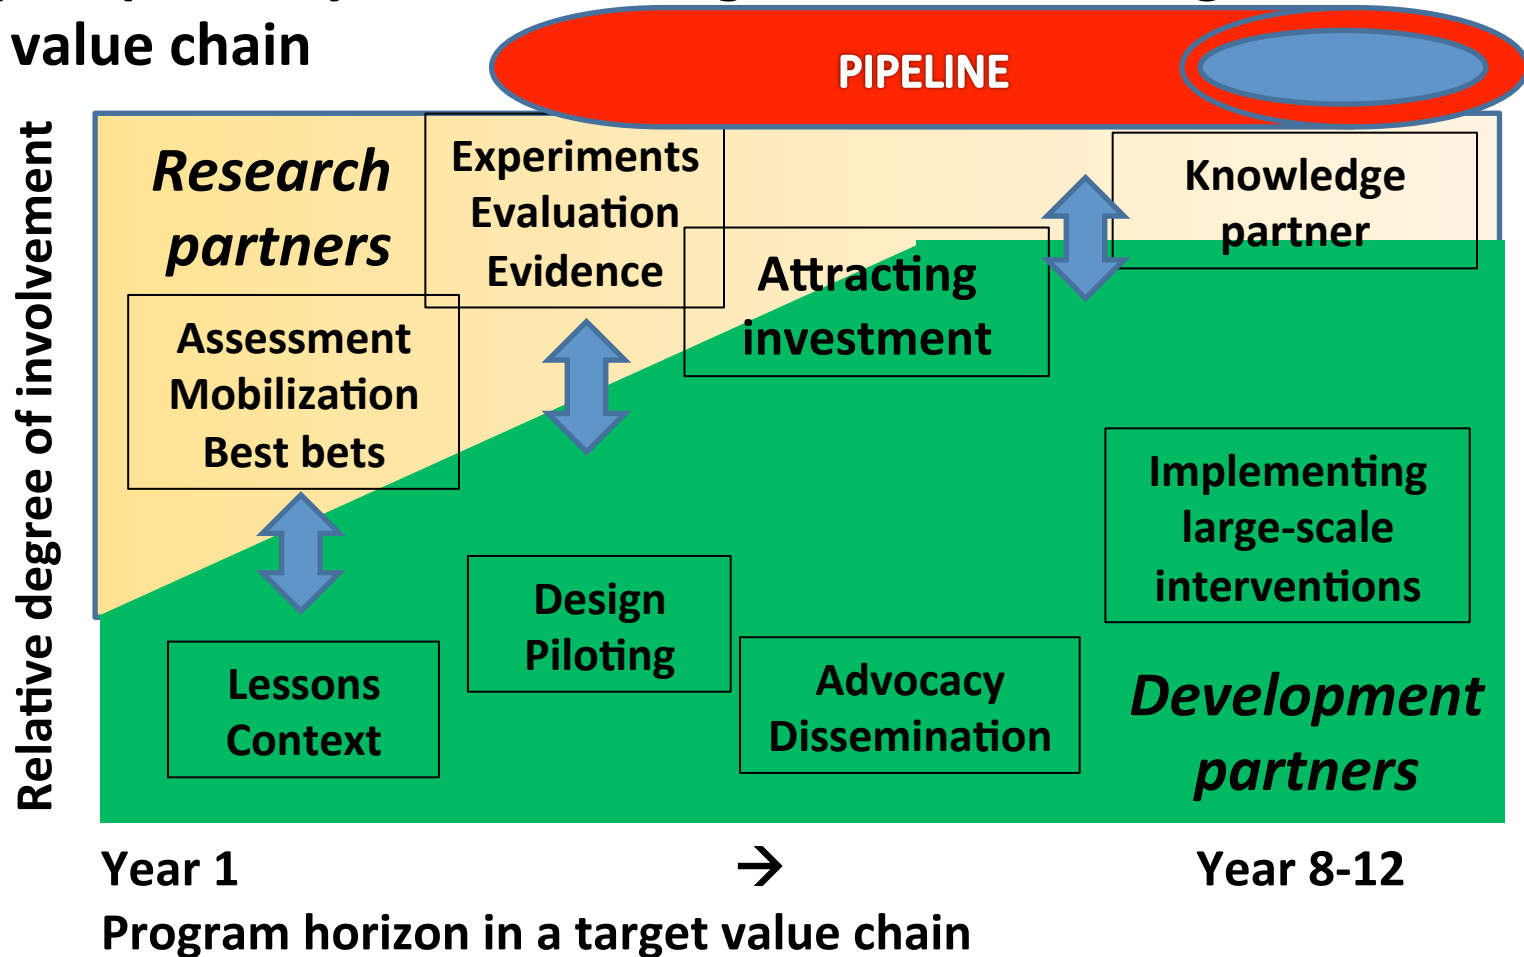 value chain
PIPELINE
Relative degree of involvement
Research
partners
Experiments
Evaluation
Evidence
Knowledge
partner
Attracting
investment
Assessment
Mobilization
Best bets
Implementing
large-scale
interventions
Design
Piloting
Lessons
Context
Advocacy
Dissemination
Development
partners
Year 1 → Year 8-12
Program horizon in a target value chain